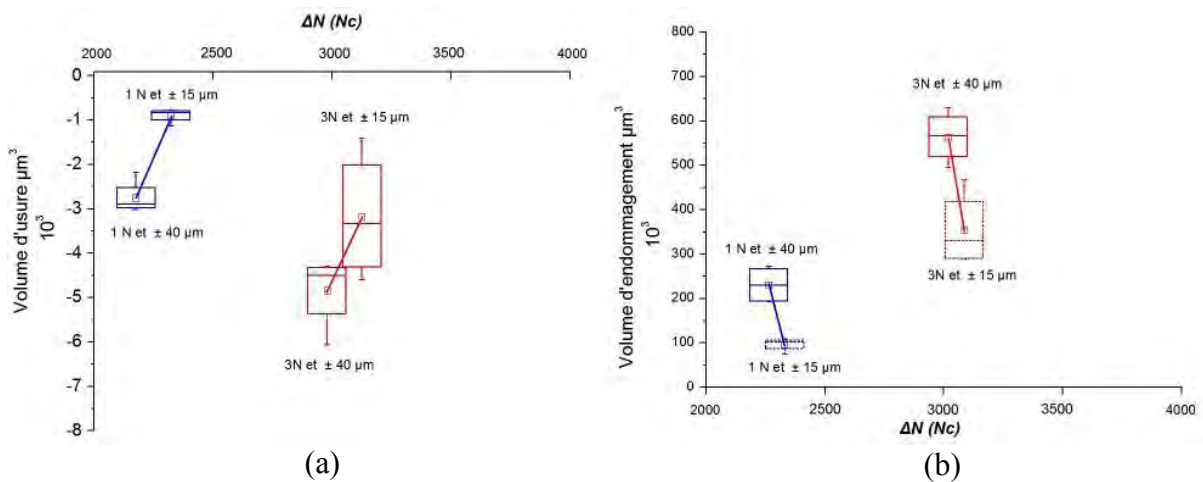 ΔN (Nc)
2000 2500 3000 3500 4000
0
-1
-2
-3
-4
-5
-6
-7
-8
Volume d'usure µm³
10³
1 N et ± 15 µm
3N et ± 15 µm
1 N et ± 40 µm
3N et ± 40 µm
(a)
800
700
600
500
400
300
200
100
0
Volume d'endommagement µm³
10³
3N et ± 40 µm
1 N et ± 40 µm
3N et ± 15 µm
1 N et ± 15 µm
2000 2500 3000 3500 4000
ΔN (Nc)
(b)